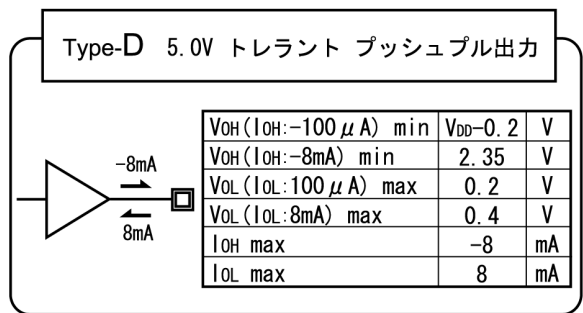 Type-D 5.0V トレラント プッシュプル出力
VOH(IOH:-100μA) min VDD-0.2 V
VOH(IOH:-8mA) min 2.35 V
VOL(IOL:100μA) max 0.2 V
VOL(IOL:8mA) max 0.4 V
IOH max -8 mA
IOL max 8 mA
-8mA
8mA